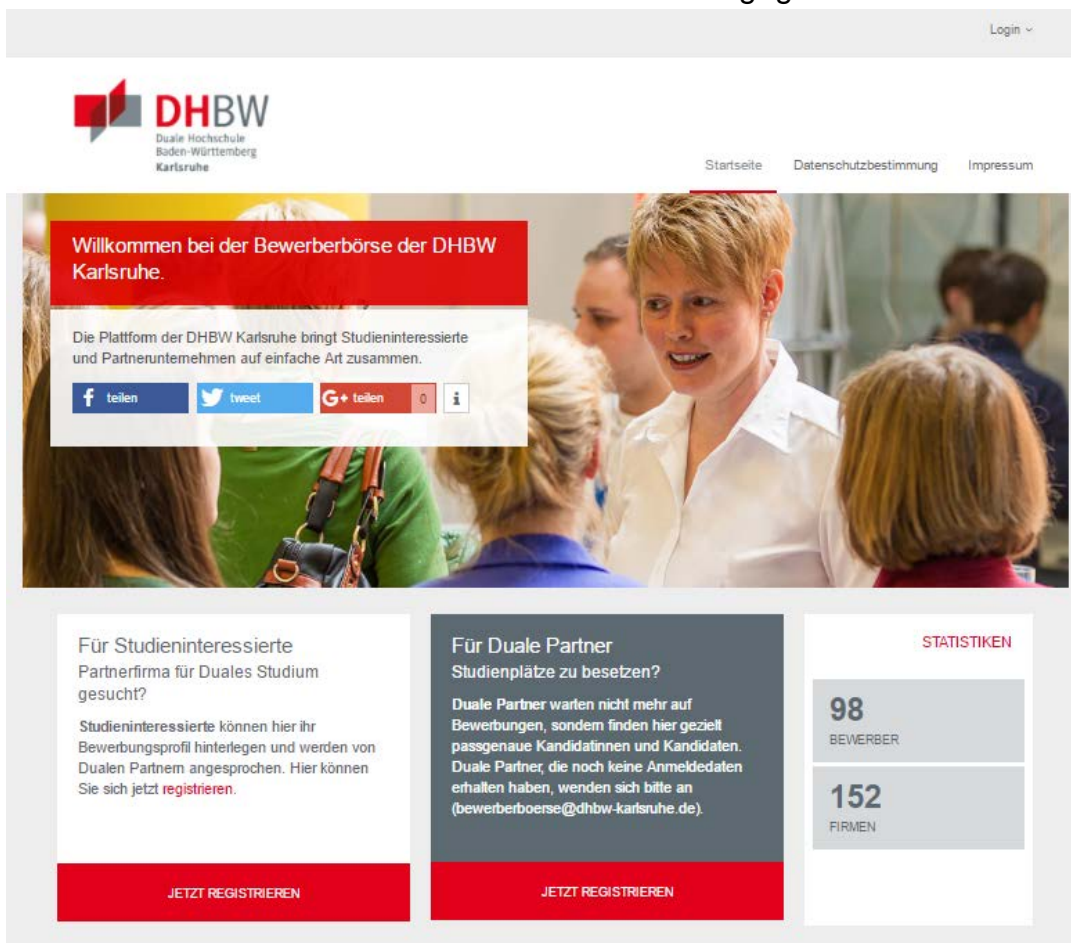 Login
DHBW
Duale Hochschule
Baden-Württemberg
Karlsruhe
Startseite Datenschutzbestimmung Impressum
Willkommen bei der Bewerberbörse der DHBW
Karlsruhe.
Die Plattform der DHBW Karlsruhe bringt Studieninteressierte
und Partnerunternehmen auf einfache Art zusammen.
f teilen tweet G+ teilen 0 i
Für Studieninteressierte
Partnerfirma für Duales Studium
gesucht?
Studieninteressierte können hier ihr
Bewerbungsprofil hinterlegen und werden von
Dualen Partnern angesprochen. Hier können
Sie sich jetzt registrieren.
JETZT REGISTRIEREN
Für Duale Partner
Studienplätze zu besetzen?
Duale Partner warten nicht mehr auf
Bewerbungen, sondern finden hier gezielt
passgenaue Kandidatinnen und Kandidaten.
Duale Partner, die noch keine Anmeldedaten
erhalten haben, wenden sich bitte an
(bewerberboerse@dhbw-karlsruhe.de).
JETZT REGISTRIEREN
STATISTIKEN
98
BEWERBER
152
FIRMEN